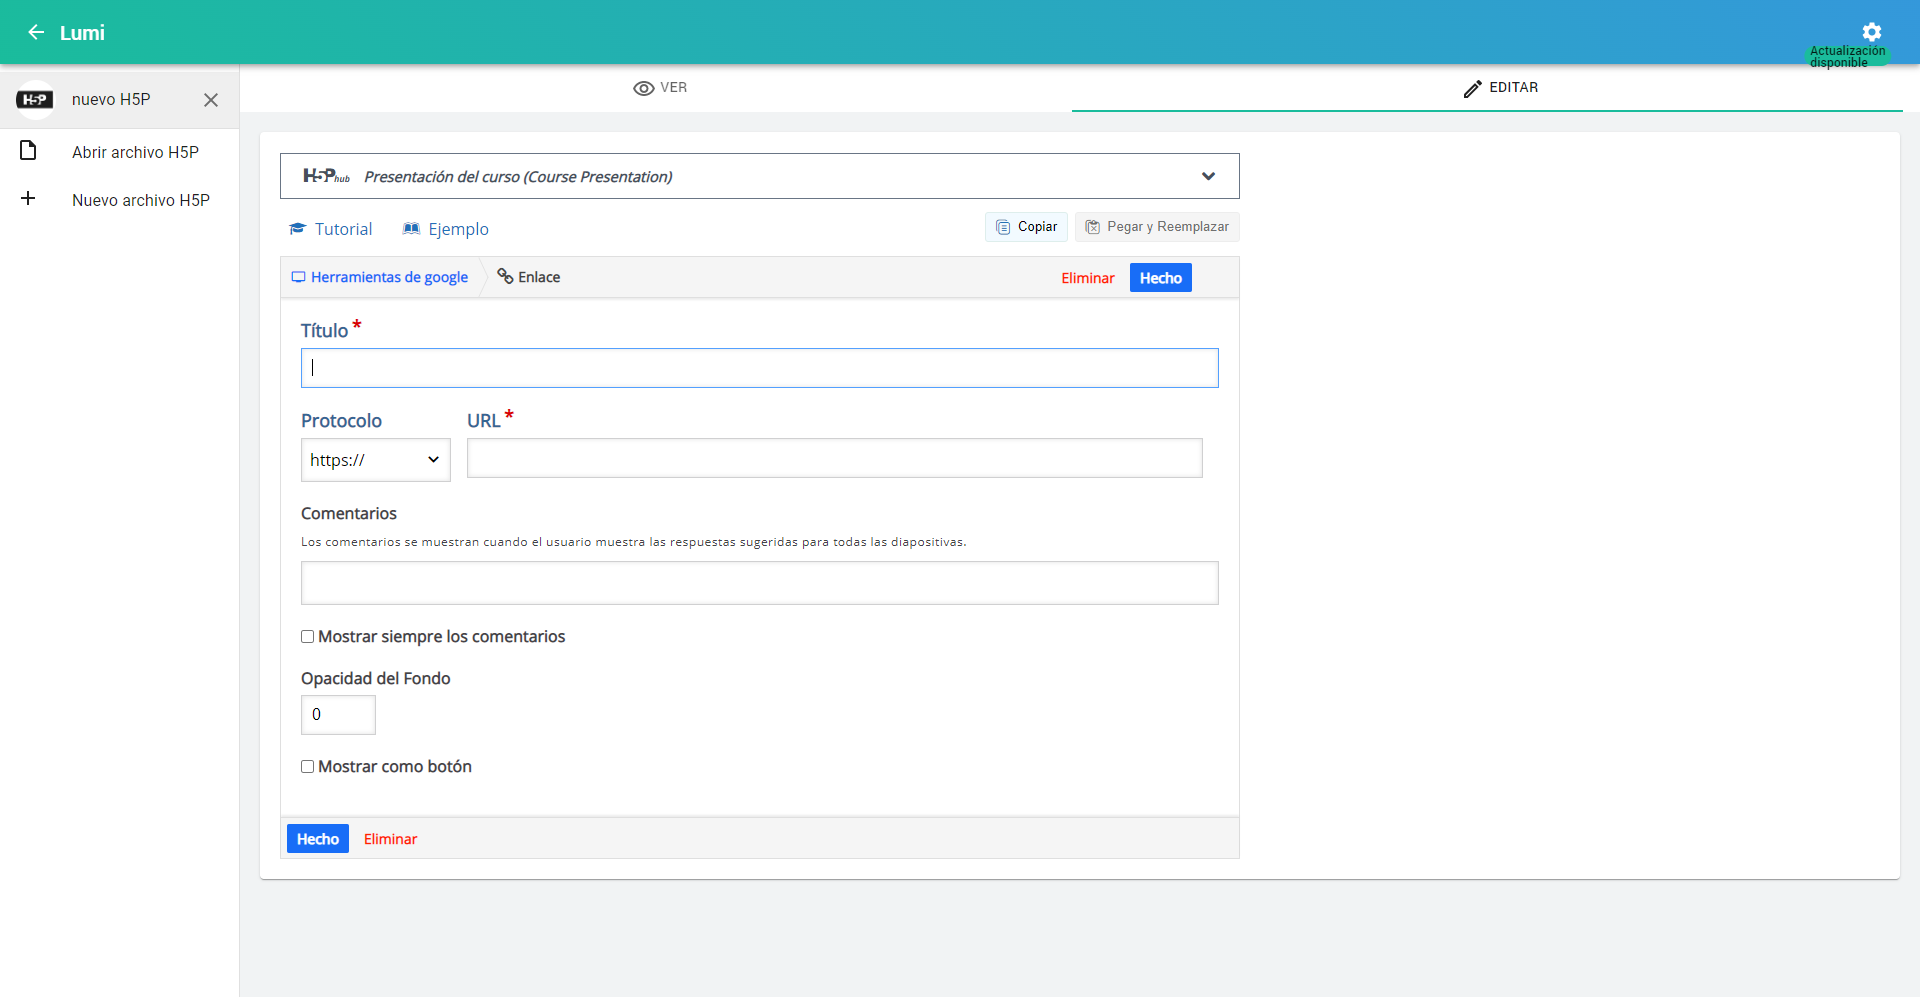 Lumi
Actualización
disponible
H5P
nuevo H5P
Abrir archivo H5P
Nuevo archivo H5P
VER
EDITAR
H5Phub
Presentación del curso (Course Presentation)
Tutorial
Ejemplo
Copiar
Pegar y Reemplazar
Herramientas de google
Enlace
Eliminar
Hecho
Título *
Protocolo
URL *
https://
Comentarios
Los comentarios se muestran cuando el usuario muestra las respuestas sugeridas para todas las diapositivas.
Mostrar siempre los comentarios
Opacidad del Fondo
0
Mostrar como botón
Hecho
Eliminar